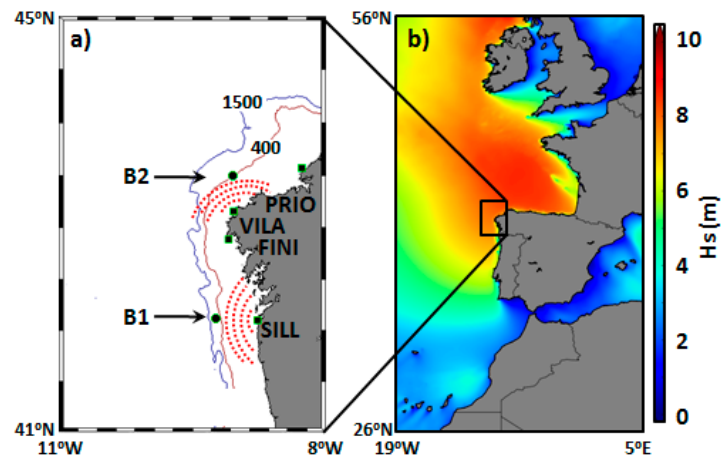 45ºN
a)
1500
400
B2
PRIO
VILA
FINI
B1
SILL
41ºN
11ºW
8ºW
56ºN
b)
26ºN
19ºW
5ºE
10
8
6
4
2
0
Hs (m)